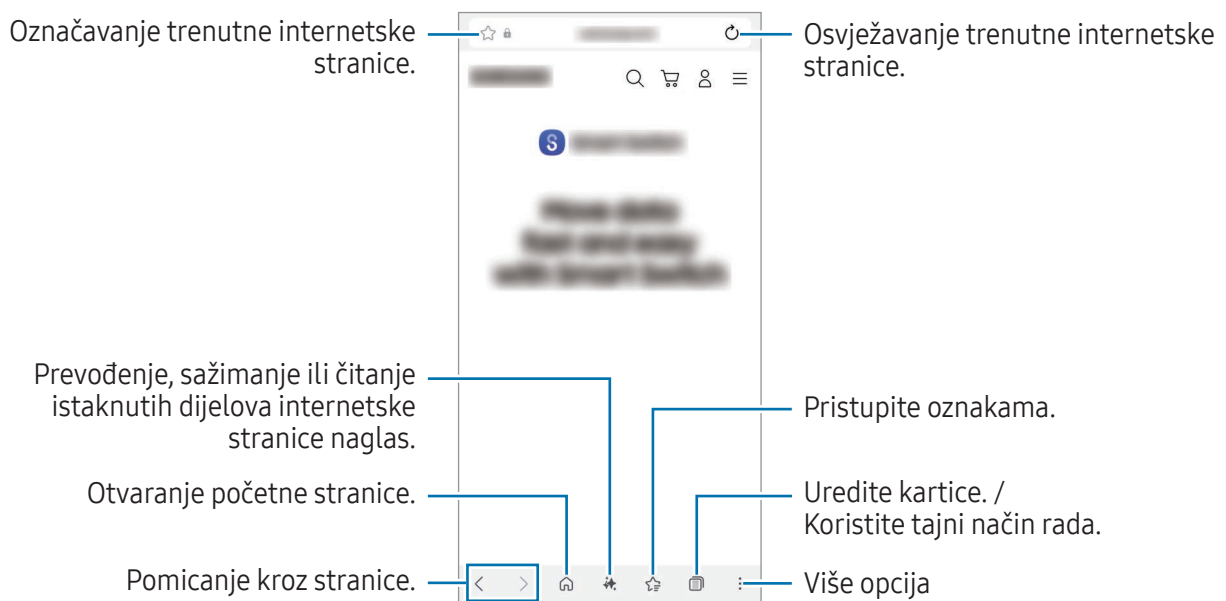 Označavanje trenutne internetske
stranice.
Osvježavanje trenutne internetske
stranice.
Prevođenje, sažimanje ili čitanje
istaknutih dijelova internetske
stranice naglas.
Pristupite oznakama.
Otvaranje početne stranice.
Uredite kartice. /
Koristite tajni način rada.
Pomicanje kroz stranice.
Više opcija